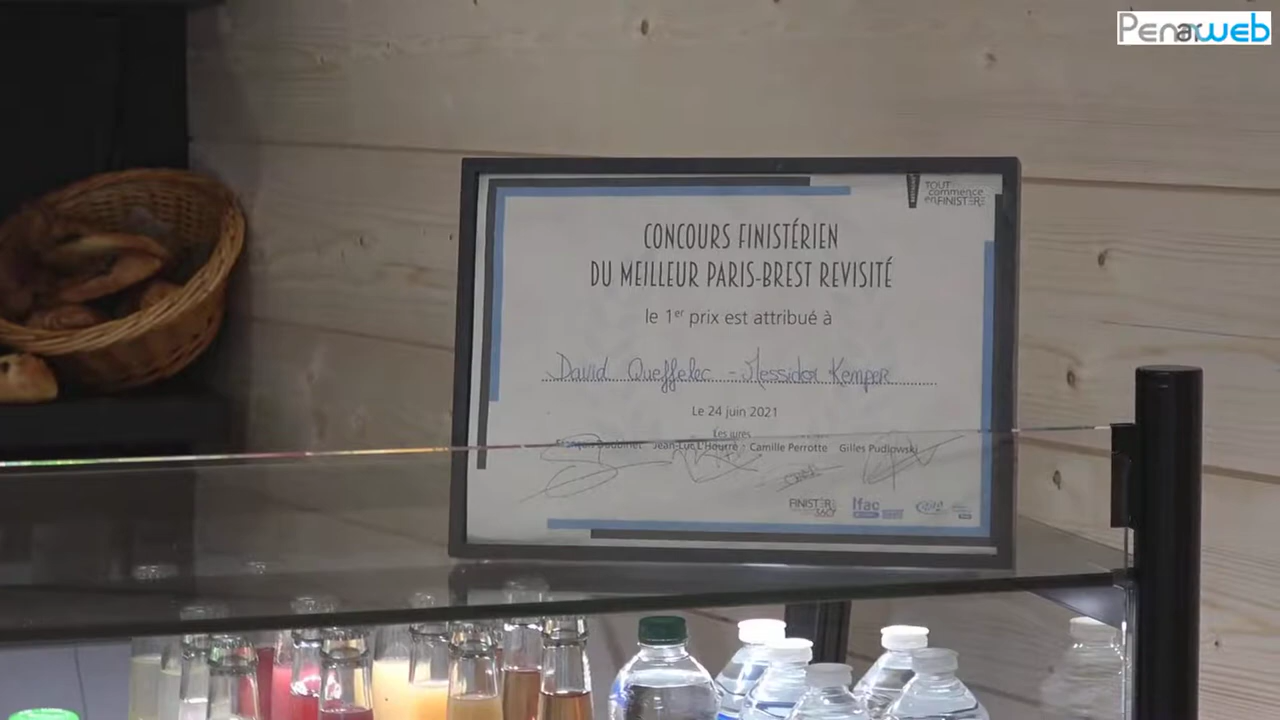 Penarweb
TOUT
commence
en FINISTÈRE
CONCOURS FINISTÉRIEN
DU MEILLEUR PARIS-BREST REVISITÉ
le 1er prix est attribué à
David Queffelec - Messidor Kemper
Le 24 juin 2021
Les jurés
Jean-Luc L'Hourre - Camille Perrotte Gilles Pudlowski
FINISTÈRE
360°
Ifac